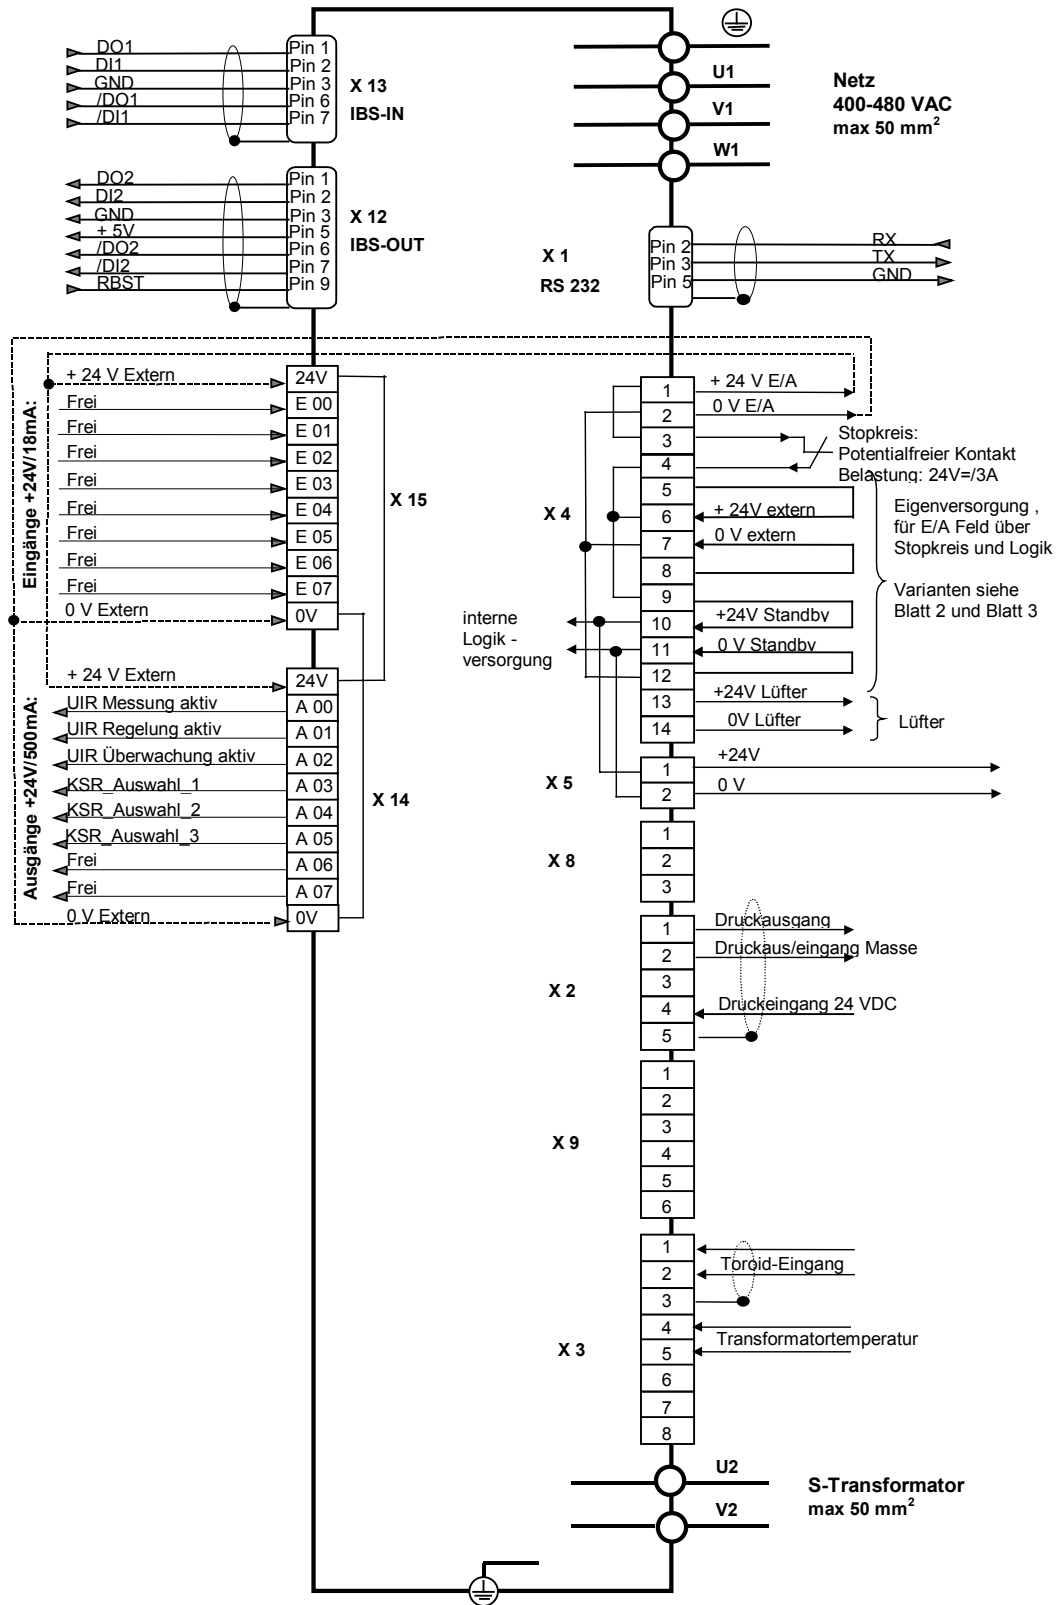 DO1
DI1
GND
/DO1
/DI1
Pin 1
Pin 2
Pin 3
Pin 6
Pin 7
X 13
IBS-IN
DO2
DI2
GND
+ 5V
/DO2
/DI2
RBST
Pin 1
Pin 2
Pin 3
Pin 5
Pin 6
Pin 7
Pin 9
X 12
IBS-OUT
U1
V1
W1
Netz
400-480 VAC
max 50 mm²
X 1
RS 232
Pin 2
Pin 3
Pin 5
RX
TX
GND
Eingänge +24V/18mA:
+ 24 V Extern
Frei
Frei
Frei
Frei
Frei
Frei
Frei
Frei
0 V Extern
24V
E 00
E 01
E 02
E 03
E 04
E 05
E 06
E 07
0V
X 15
Ausgänge +24V/500mA:
+ 24 V Extern
UIR Messung aktiv
UIR Regelung aktiv
UIR Überwachung aktiv
KSR_Auswahl_1
KSR_Auswahl_2
KSR_Auswahl_3
Frei
Frei
0 V Extern
24V
A 00
A 01
A 02
A 03
A 04
A 05
A 06
A 07
0V
X 14
interne
Logik -
versorgung
X 4
1
2
3
4
5
6
7
8
9
10
11
12
13
14
+ 24 V E/A
0 V E/A
Stopkreis:
Potentialfreier Kontakt
Belastung: 24V=/3A
+ 24V extern
0 V extern
+24V Standby
0 V Standby
+24V Lüfter
0V Lüfter
Eigenversorgung ,
für E/A Feld über
Stopkreis und Logik
Varianten siehe
Blatt 2 und Blatt 3
Lüfter
X 5
1
2
+24V
0 V
X 8
1
2
3
X 2
1
2
3
4
5
Druckausgang
Druckaus/eingang Masse
Druckeingang 24 VDC
X 9
1
2
3
4
5
6
X 3
1
2
3
4
5
6
7
8
Toroid-Eingang
Transformatortemperatur
U2
V2
S-Transformator
max 50 mm²